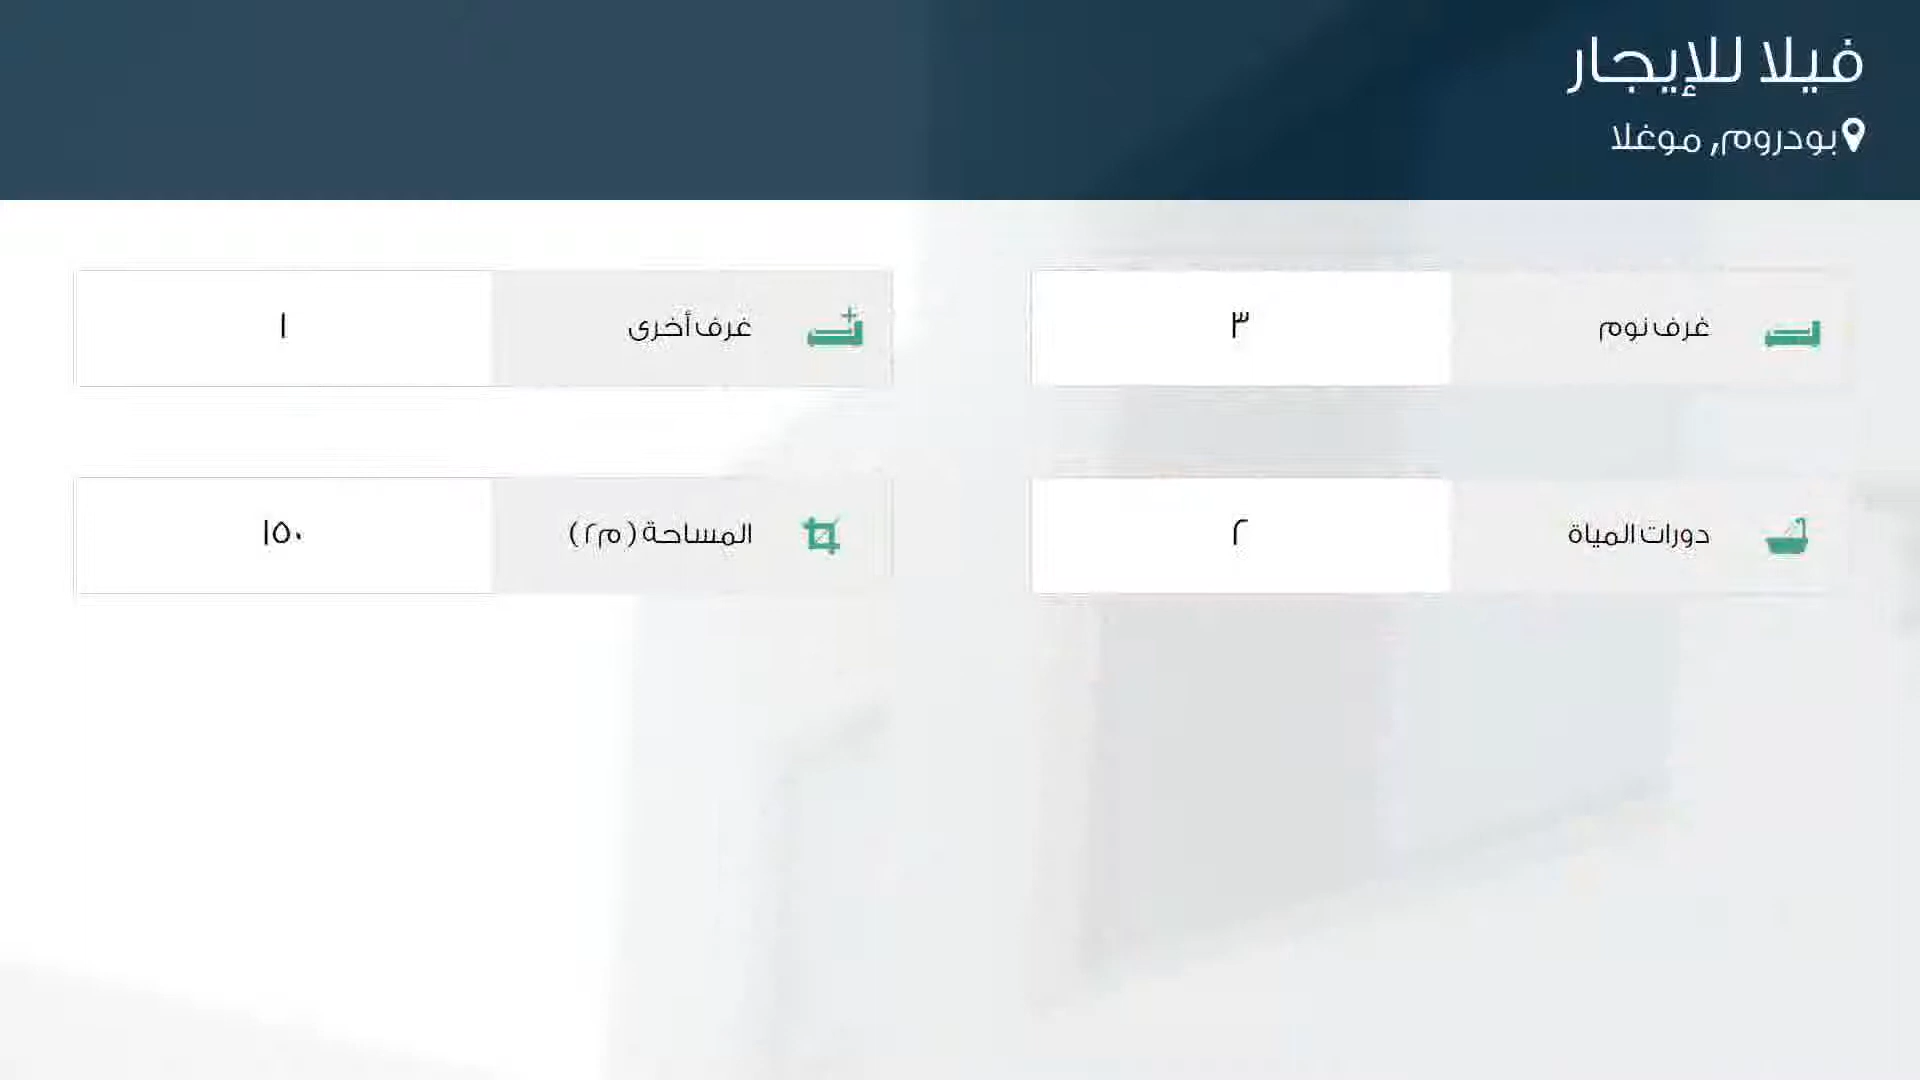 فيلا للإيجار
بودروم, موغلا
غرف نوم
٣
غرف أخرى
١
دورات المياة
٢
المساحة (م٢)
١٥٠